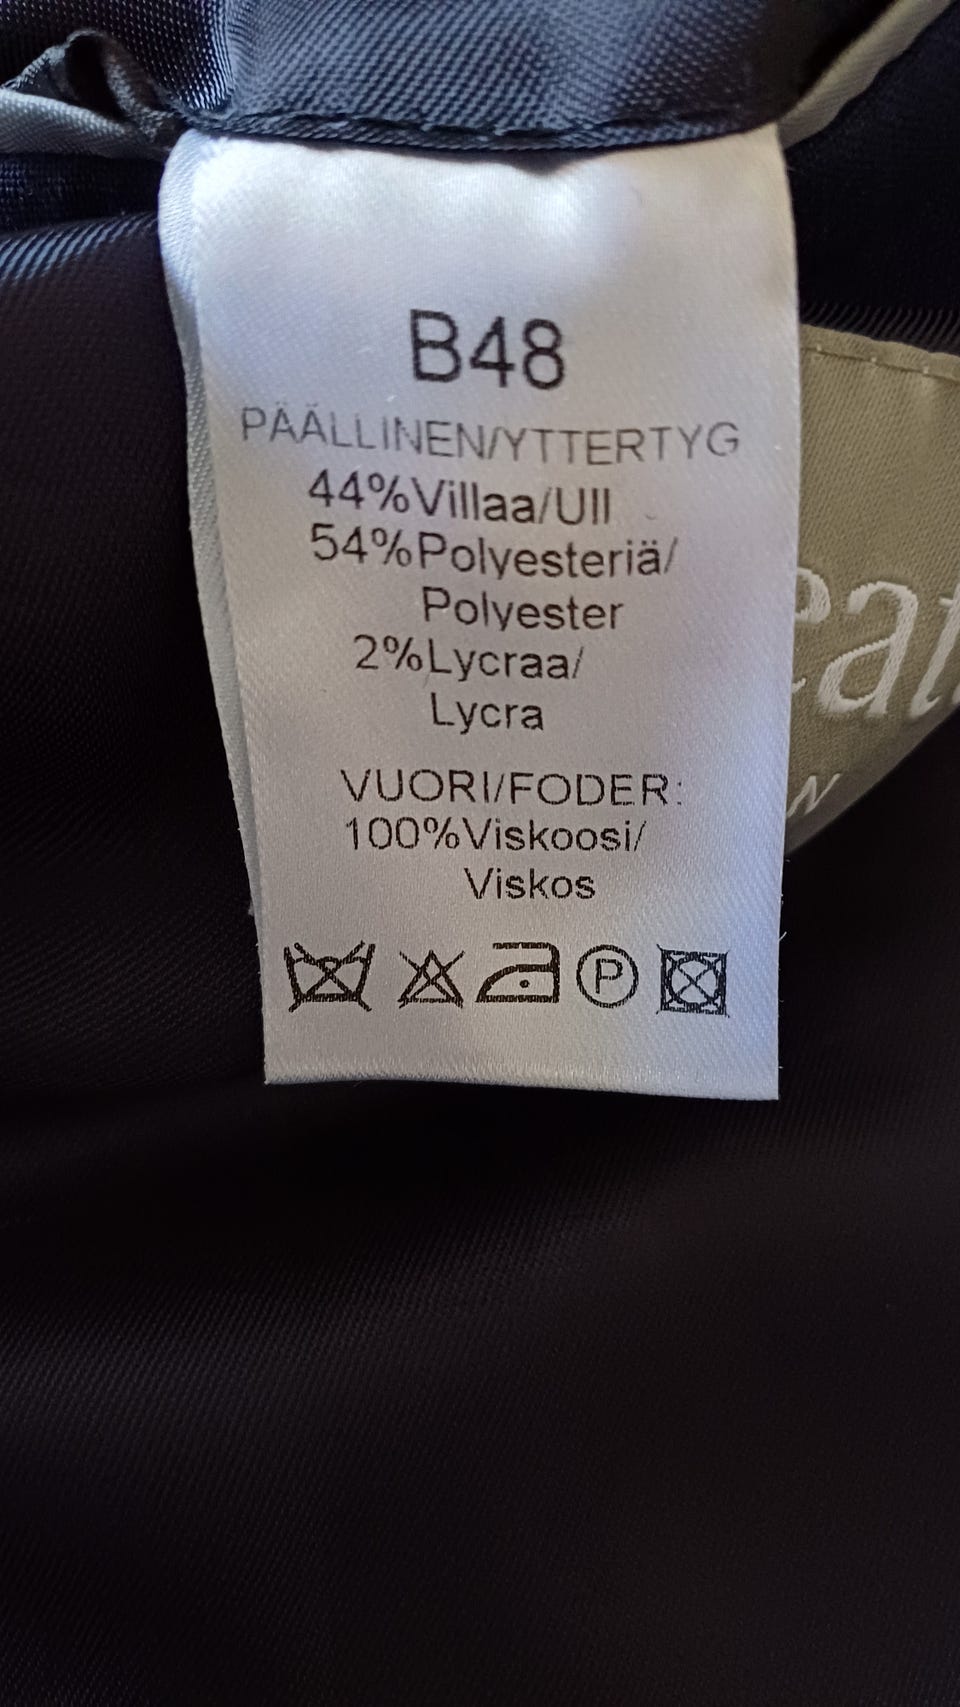 B48
PÄÄLLINEN/YTTERTYG
44%Villaa/Ull
54%Polyesteriä/
Polyester
2%Lycraa/
Lycra
VUORI/FODER:
100%Viskoosi/
Viskos
P